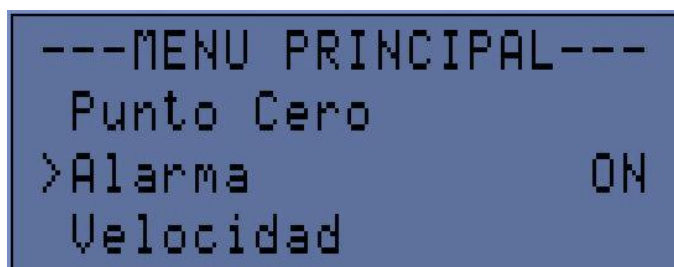 ---MENU PRINCIPAL---
Punto Cero
>Alarma ON
Velocidad